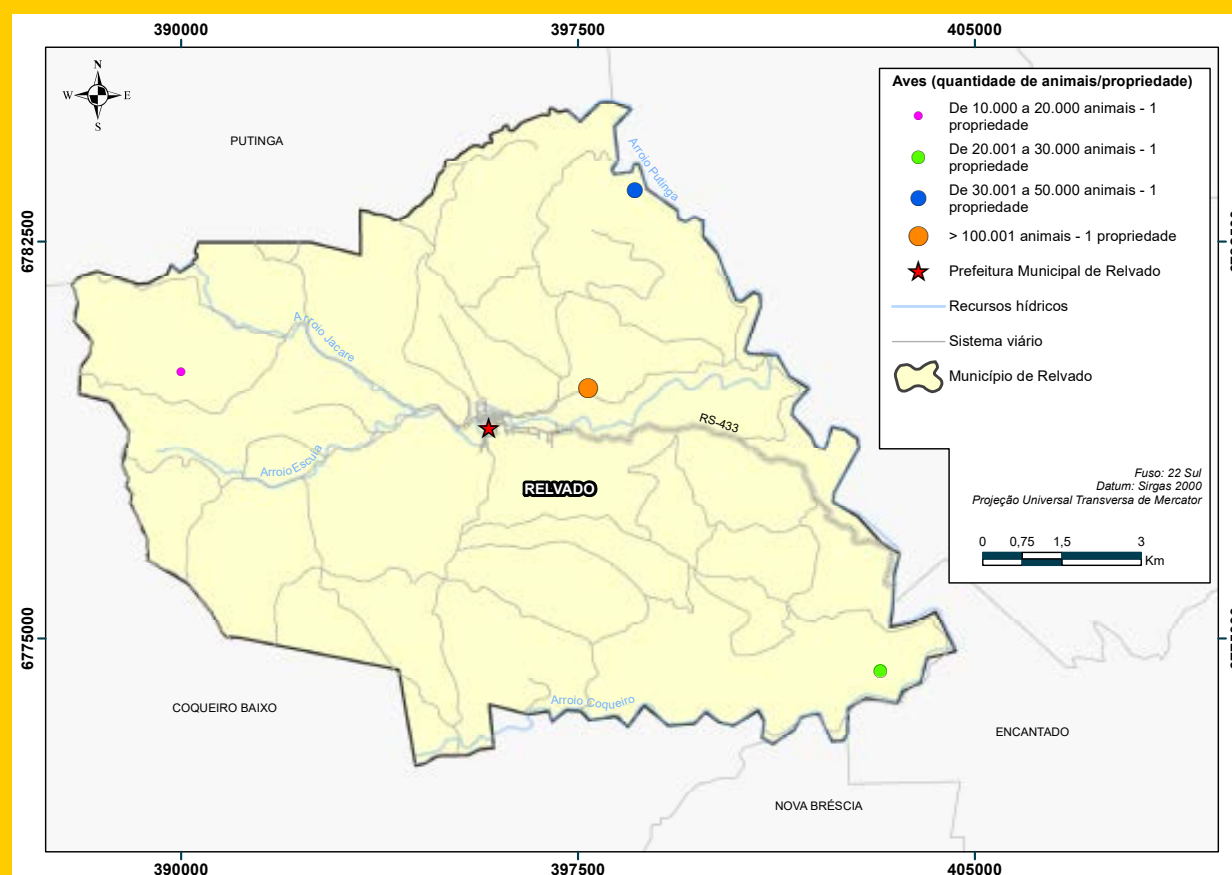 390000
397500
405000
N
W
E
S
PUTINGA
Arroio Putinga
6782500
Arroio Jacare
RS-433
Arroio Escuta
RELVADO
6775000
Arroio Coqueiro
COQUEIRO BAIXO
ENCANTADO
NOVA BRÉSCIA
Aves (quantidade de animais/propriedade)
De 10.000 a 20.000 animais - 1
propriedade
De 20.001 a 30.000 animais - 1
propriedade
De 30.001 a 50.000 animais - 1
propriedade
> 100.001 animais - 1 propriedade
Prefeitura Municipal de Relvado
Recursos hídricos
Sistema viário
Município de Relvado
Fuso: 22 Sul
Datum: Sirgas 2000
Projeção Universal Transversa de Mercator
0 0,75 1,5 3
Km
390000
397500
405000